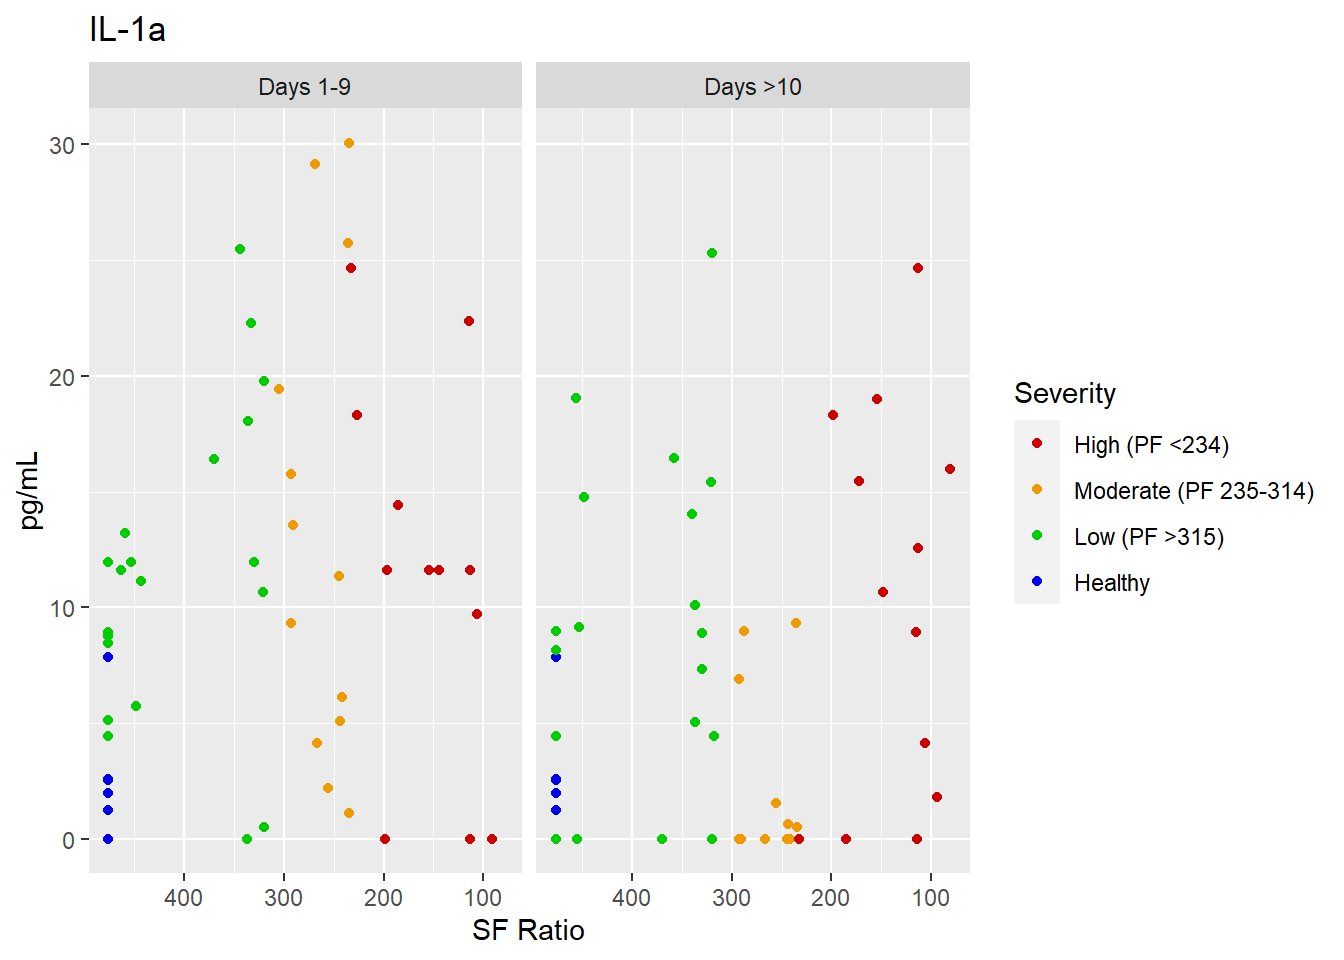 IL-1a
Days 1-9
Days >10
30
20
10
0
pg/mL
400
300
200
100
400
300
200
100
SF Ratio
Severity
High (PF <234)
Moderate (PF 235-314)
Low (PF >315)
Healthy